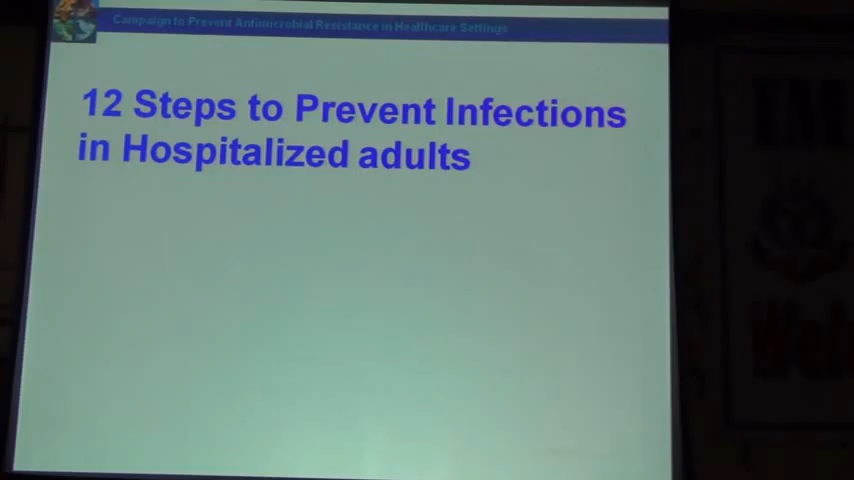 Campaign to Prevent Antimicrobial Resistance in Healthcare Settings
12 Steps to Prevent Infections
in Hospitalized adults